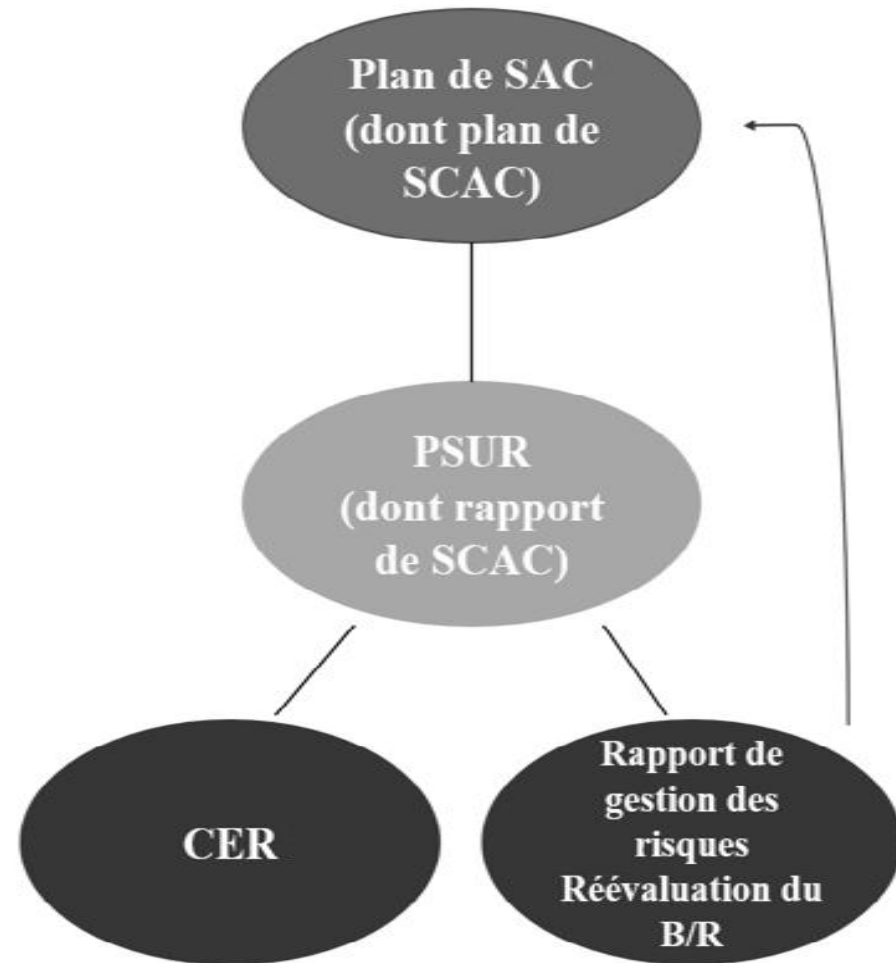 Plan de SAC
(dont plan de
SCAC)
PSUR
(dont rapport
de SCAC)
CER
Rapport de
gestion des
risques
Réévaluation du
B/R